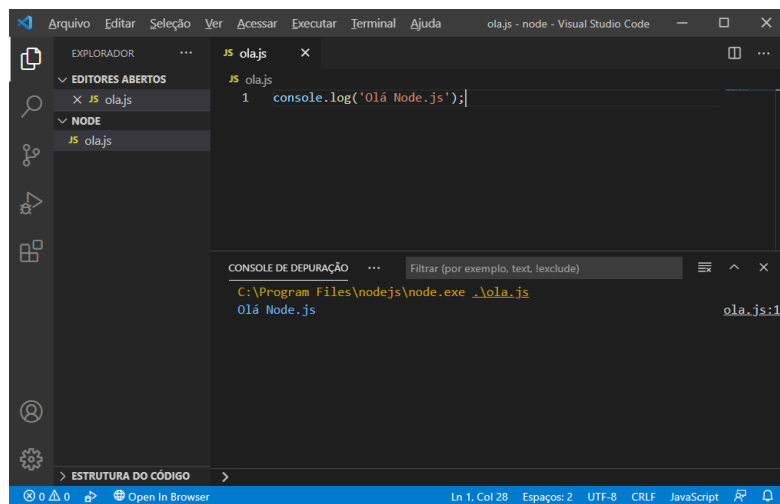 Arquivo Editar Seleção Ver Acessar Executar Terminal Ajuda ola.js - node - Visual Studio Code
EXPLORADOR
EDITORES ABERTOS
JS ola.js
NODE
JS ola.js
JS ola.js
JS ola.js
1 console.log('Olá Node.js');
CONSOLE DE DEPURAÇÃO
Filtrar (por exemplo, text, !exclude)
C:\Program Files\nodejs\node.exe .\ola.js
Olá Node.js ola.js:1
ESTRUTURA DO CÓDIGO
0 0 Open In Browser Ln 1, Col 28 Espaços: 2 UTF-8 CRLF JavaScript